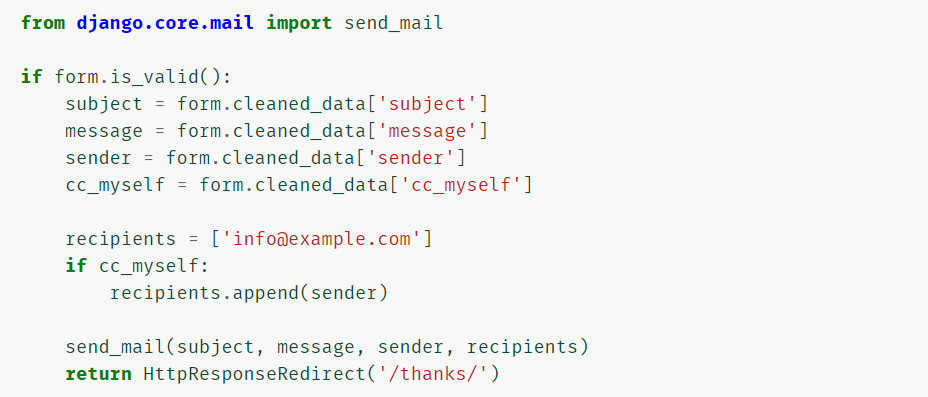 from django.core.mail import send_mail

if form.is_valid():
    subject = form.cleaned_data['subject']
    message = form.cleaned_data['message']
    sender = form.cleaned_data['sender']
    cc_myself = form.cleaned_data['cc_myself']

    recipients = ['info@example.com']
    if cc_myself:
        recipients.append(sender)

    send_mail(subject, message, sender, recipients)
    return HttpResponseRedirect('/thanks/')